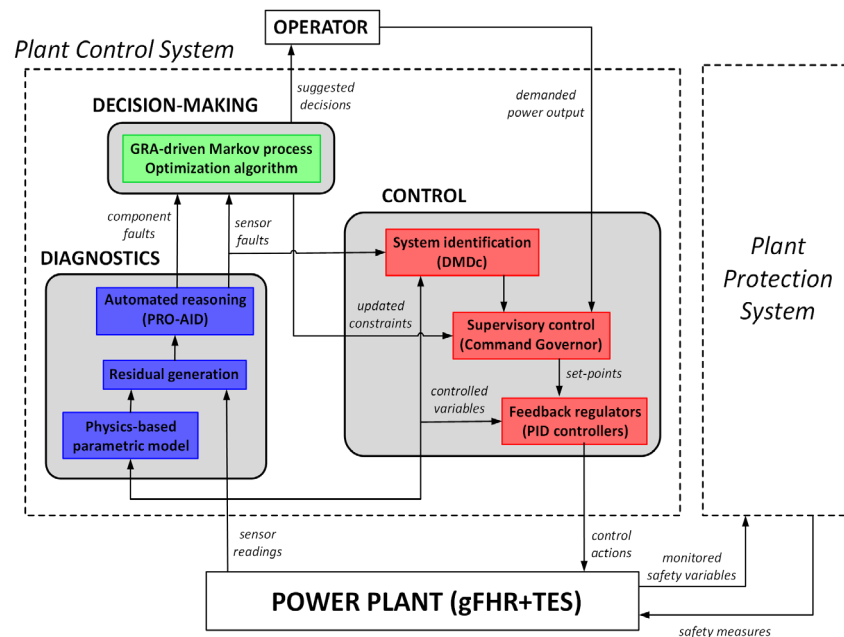 OPERATOR
Plant Control System
suggested
decisions
demanded
power output
DECISION-MAKING
GRA-driven Markov process
Optimization algorithm
component
faults
sensor
faults
CONTROL
System identification
(DMDc)
Plant
Protection
System
DIAGNOSTICS
Automated reasoning
(PRO-AID)
updated
constraints
Supervisory control
(Command Governor)
Residual generation
set-points
controlled
variables
Physics-based
parametric model
Feedback regulators
(PID controllers)
sensor
readings
control
actions
monitored
safety variables
POWER PLANT (gFHR+TES)
safety measures